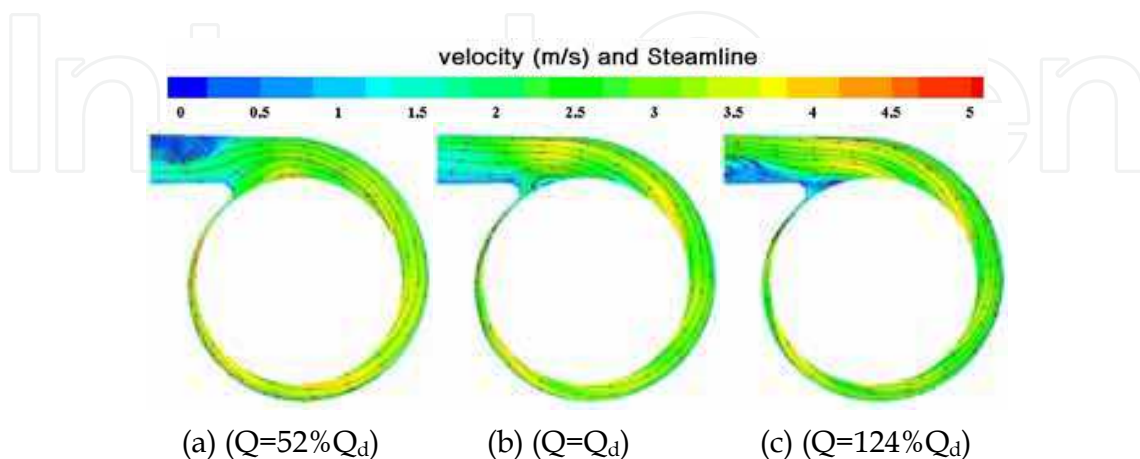 velocity (m/s) and Steamline
0 0.5 1 1.5 2 2.5 3 3.5 4 4.5 5
(a) (Q=52%Qd) (b) (Q=Qd) (c) (Q=124%Qd)